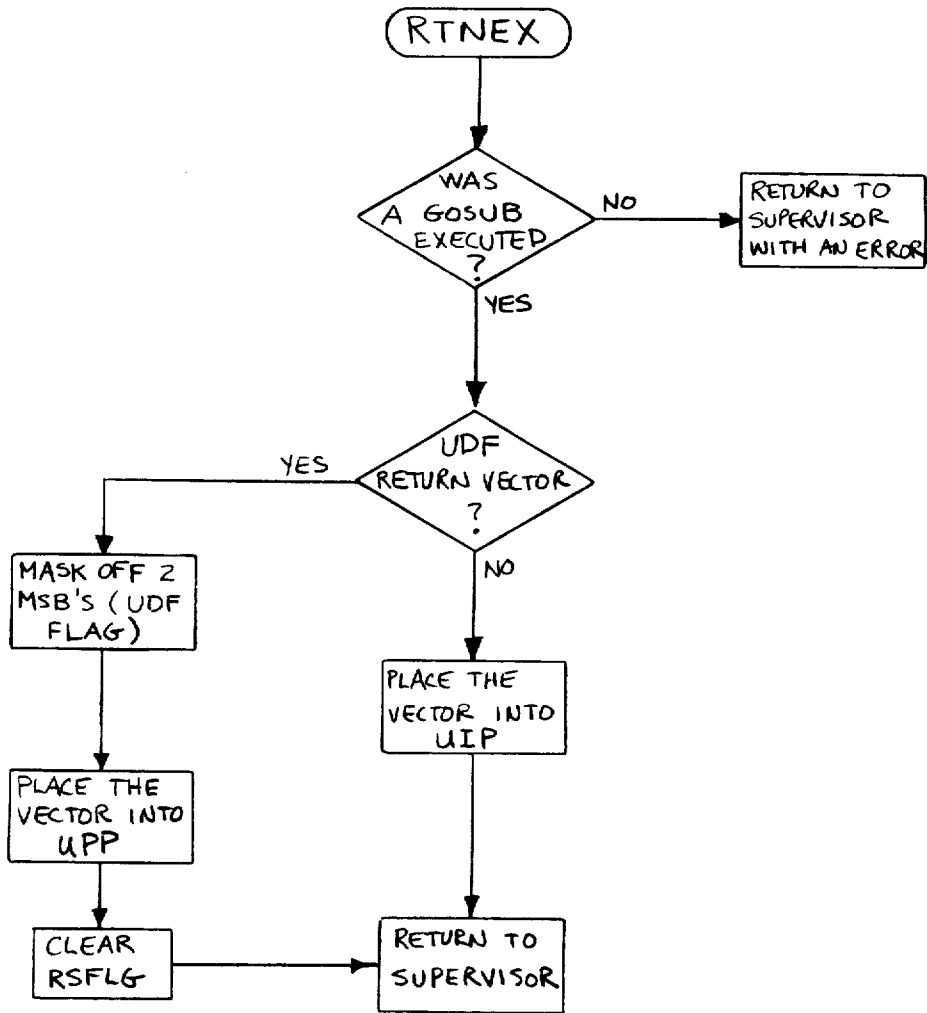 RTNEX
WAS
A GOSUB
EXECUTED
?
NO
RETURN TO
SUPERVISOR
WITH AN ERROR
YES
UDF
RETURN VECTOR
?
YES
NO
MASK OFF 2
MSB'S (UDF
FLAG)
PLACE THE
VECTOR INTO
UIP
PLACE THE
VECTOR INTO
UPP
CLEAR
RSFLG
RETURN TO
SUPERVISOR